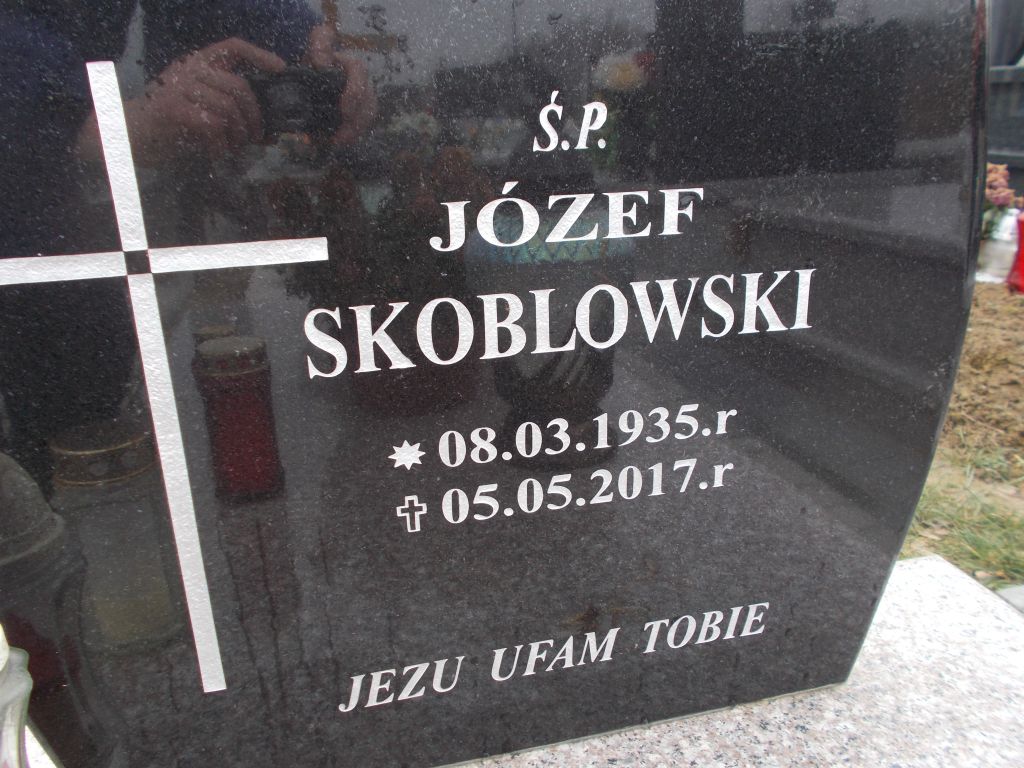 Ś.P.
JÓZEF
SKOBLOWSKI
08.03.1935.r
05.05.2017.r
JEZU UFAM TOBIE